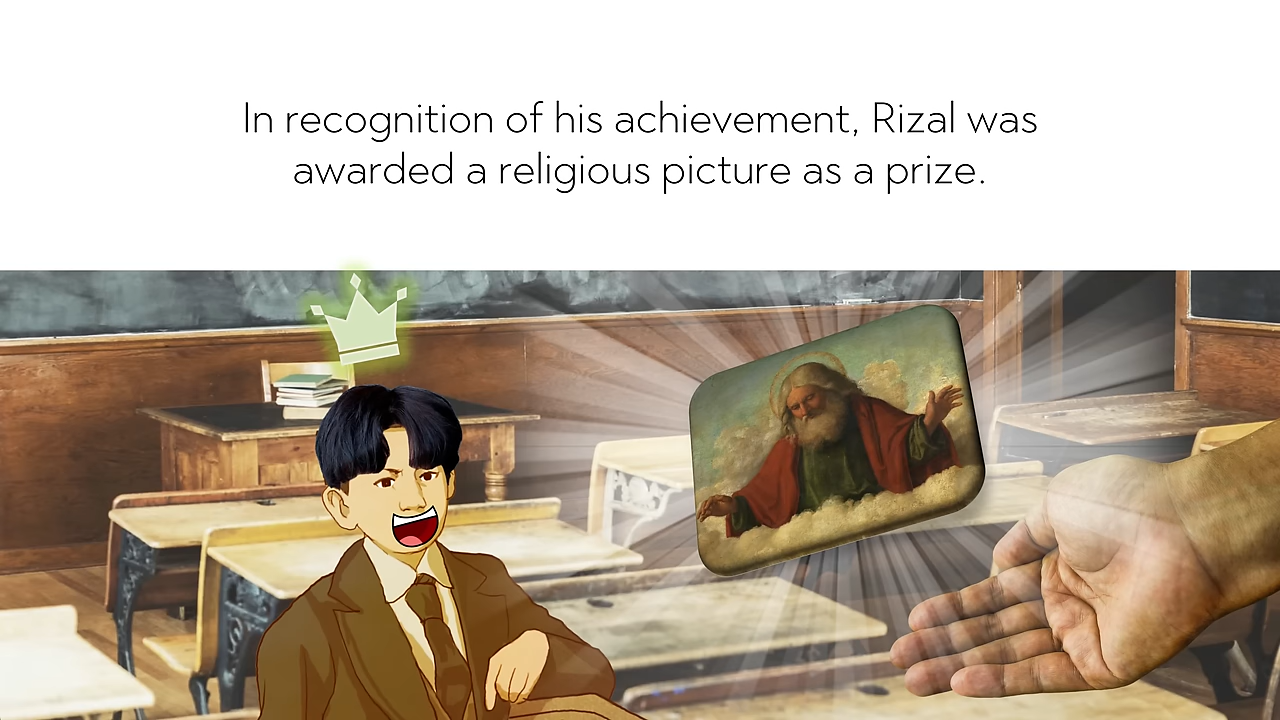 In recognition of his achievement, Rizal was
awarded a religious picture as a prize.